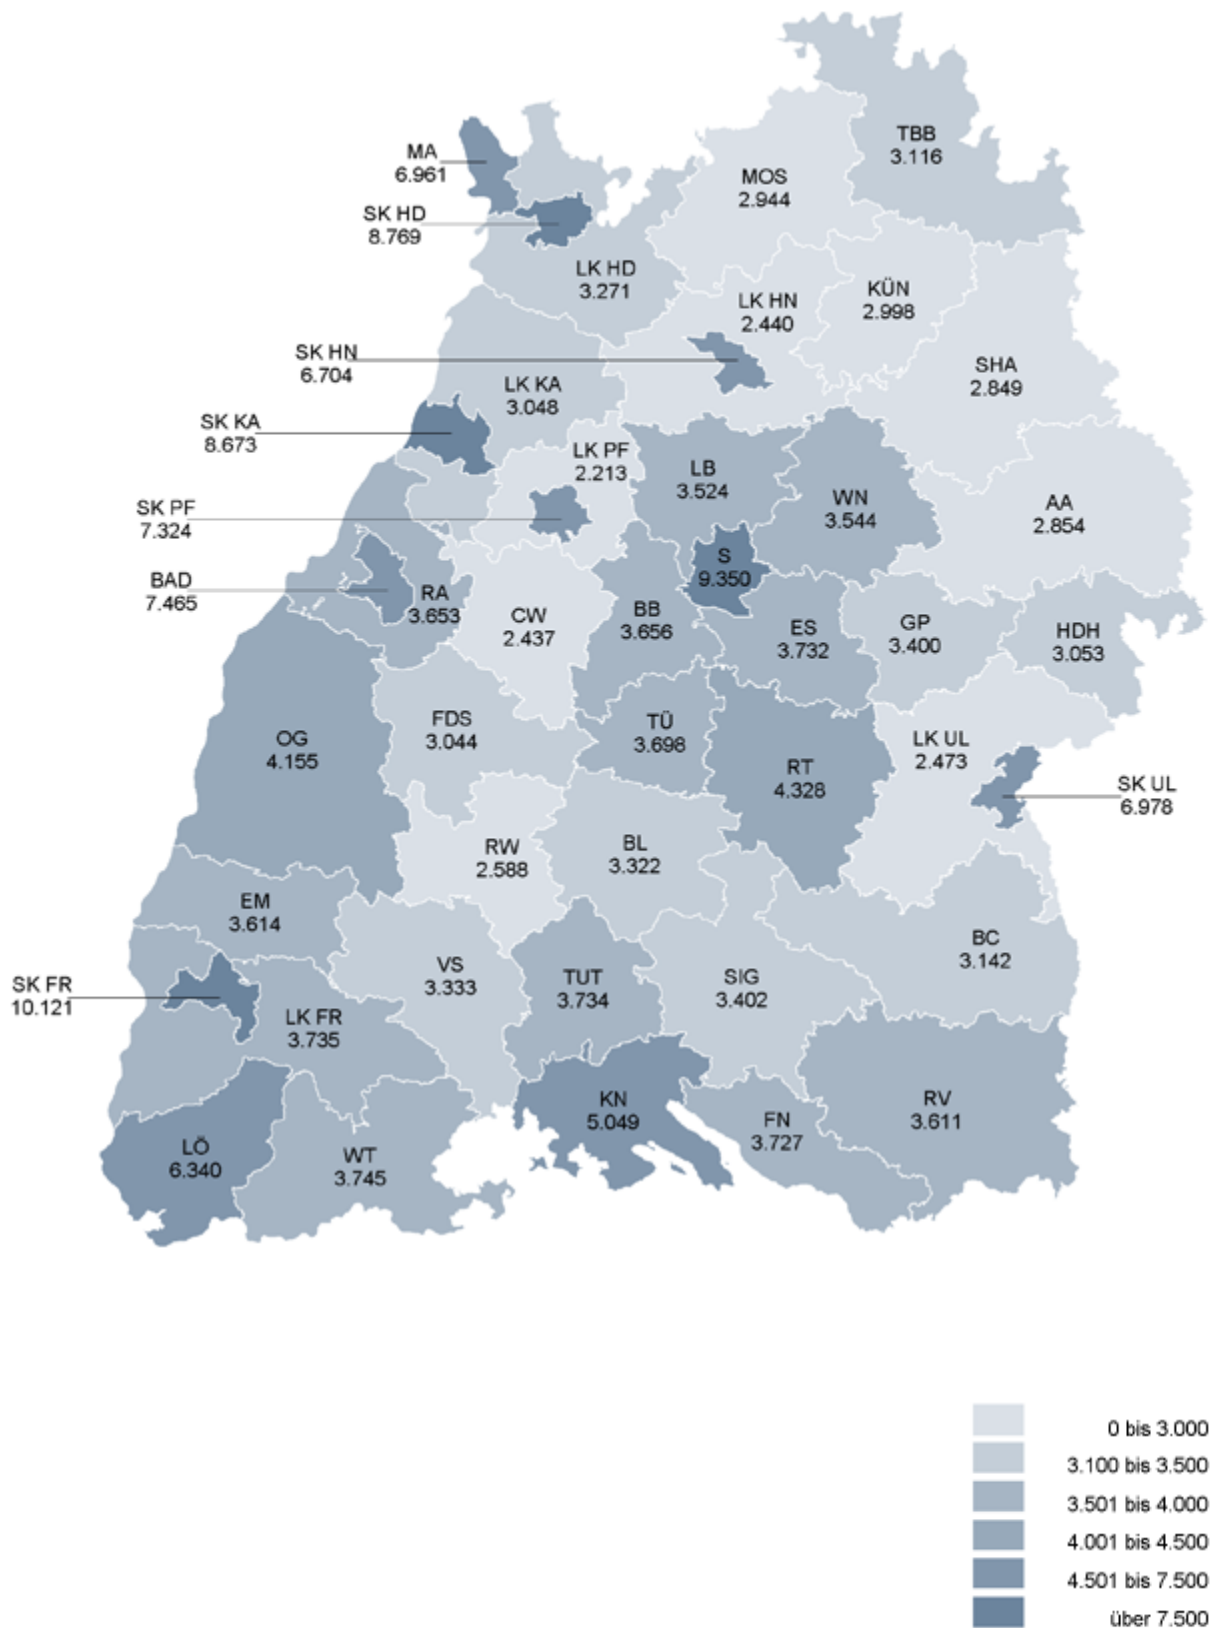 TBB
3.116
MA
6.961
MOS
2.944
SK HD
8.769
LK HD
3.271
KÜN
2.998
LK HN
2.440
SK HN
6.704
SHA
2.849
LK KA
3.048
SK KA
8.673
LK PF
2.213
LB
3.524
WN
3.544
AA
2.854
SK PF
7.324
S
9.350
BAD
7.465
RA
3.653
CW
2.437
BB
3.656
ES
3.732
GP
3.400
HDH
3.053
FDS
3.044
TÜ
3.698
OG
4.155
LK UL
2.473
RT
4.328
SK UL
6.978
RW
2.588
BL
3.322
EM
3.614
BC
3.142
VS
3.333
TUT
3.734
SIG
3.402
SK FR
10.121
LK FR
3.735
KN
5.049
RV
3.611
FN
3.727
LÖ
6.340
WT
3.745
0 bis 3.000
3.100 bis 3.500
3.501 bis 4.000
4.001 bis 4.500
4.501 bis 7.500
über 7.500